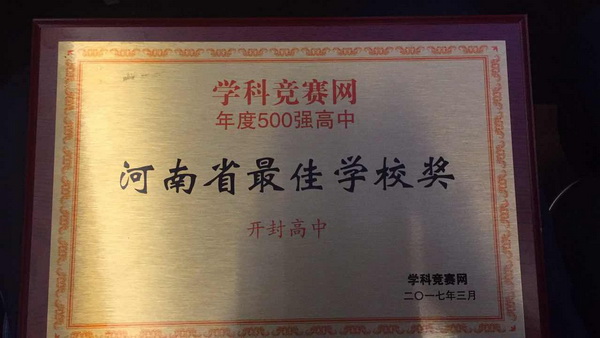 学科竞赛网
年度500强高中
河南省最佳学校奖
开封高中
学科竞赛网
二〇一七年三月